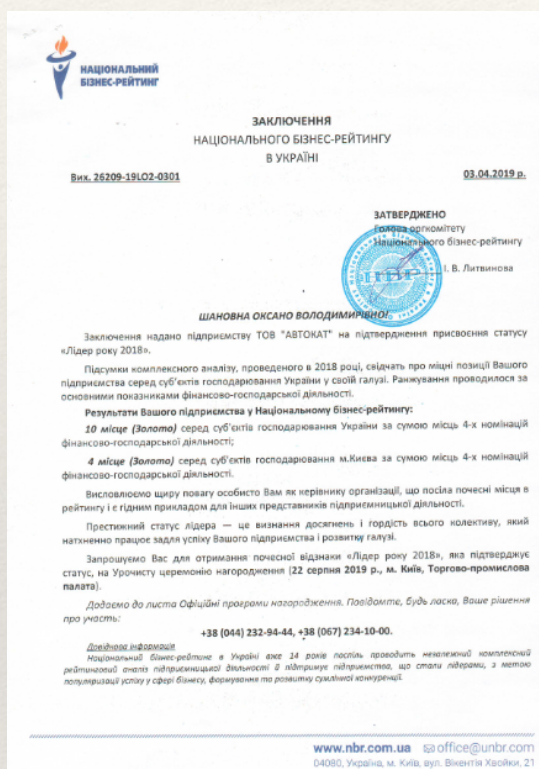 НАЦІОНАЛЬНИЙ
БІЗНЕС-РЕЙТИНГ
ЗАКЛЮЧЕННЯ
НАЦІОНАЛЬНОГО БІЗНЕС-РЕЙТИНГУ
В УКРАЇНІ
Вих. 26209-19LO2-0301
03.04.2019 р.
ЗАТВЕРДЖЕНО
Голова оргкомітету
Національного бізнес-рейтингу
І. В. Литвинова
НБР
ШАНОВНА ОКСАНО ВОЛОДИМИРІВНО!
Заключення надано підприємству ТОВ "АВТОКАТ" на підтвердження присвоєння статусу
«Лідер року 2018».
Підсумки комплексного аналізу, проведеного в 2018 році, свідчать про міцні позиції Вашого
підприємства серед суб'єктів господарювання України у своїй галузі. Ранжування проводилося за
основними показниками фінансово-господарської діяльності.
Результати Вашого підприємства у Національному бізнес-рейтингу:
10 місце (Золото) серед суб'єктів господарювання України за сумою місць 4-х номінацій
фінансово-господарської діяльності;
4 місце (Золото) серед суб'єктів господарювання м.Києва за сумою місць 4-х номінацій
фінансово-господарської діяльності.
Висловлюємо щиру повагу особисто Вам як керівнику організації, що посіла почесні місця в
рейтингу і є гідним прикладом для інших представників підприємницької діяльності.
Престижний статус лідера — це визнання досягнень і гордість всього колективу, який
натхненно працює задля успіху Вашого підприємства і розвитку галузі.
Запрошуємо Вас для отримання почесної відзнаки «Лідер року 2018», яка підтверджує
статус, на Урочисту церемонію нагородження (22 серпня 2019 р., м. Київ, Торгово-промислова
палата).
Додаємо до листа Офіційні програми нагородження. Повідомте, будь ласка, Ваше рішення
про участь:
+38 (044) 232-94-44, +38 (067) 234-10-00.
Довідкова інформація
Національний бізнес-рейтинг в Україні вже 14 років поспіль проводить незалежний комплексний
рейтинговий аналіз підприємницької діяльності й підтримує підприємства, що стали лідерами, з метою
популяризації успіху у сфері бізнесу, формування та розвитку сумлінної конкуренції.
www.nbr.com.ua office@unbr.com
04080, Україна, м. Київ, вул. Вікентія Хвойки, 21